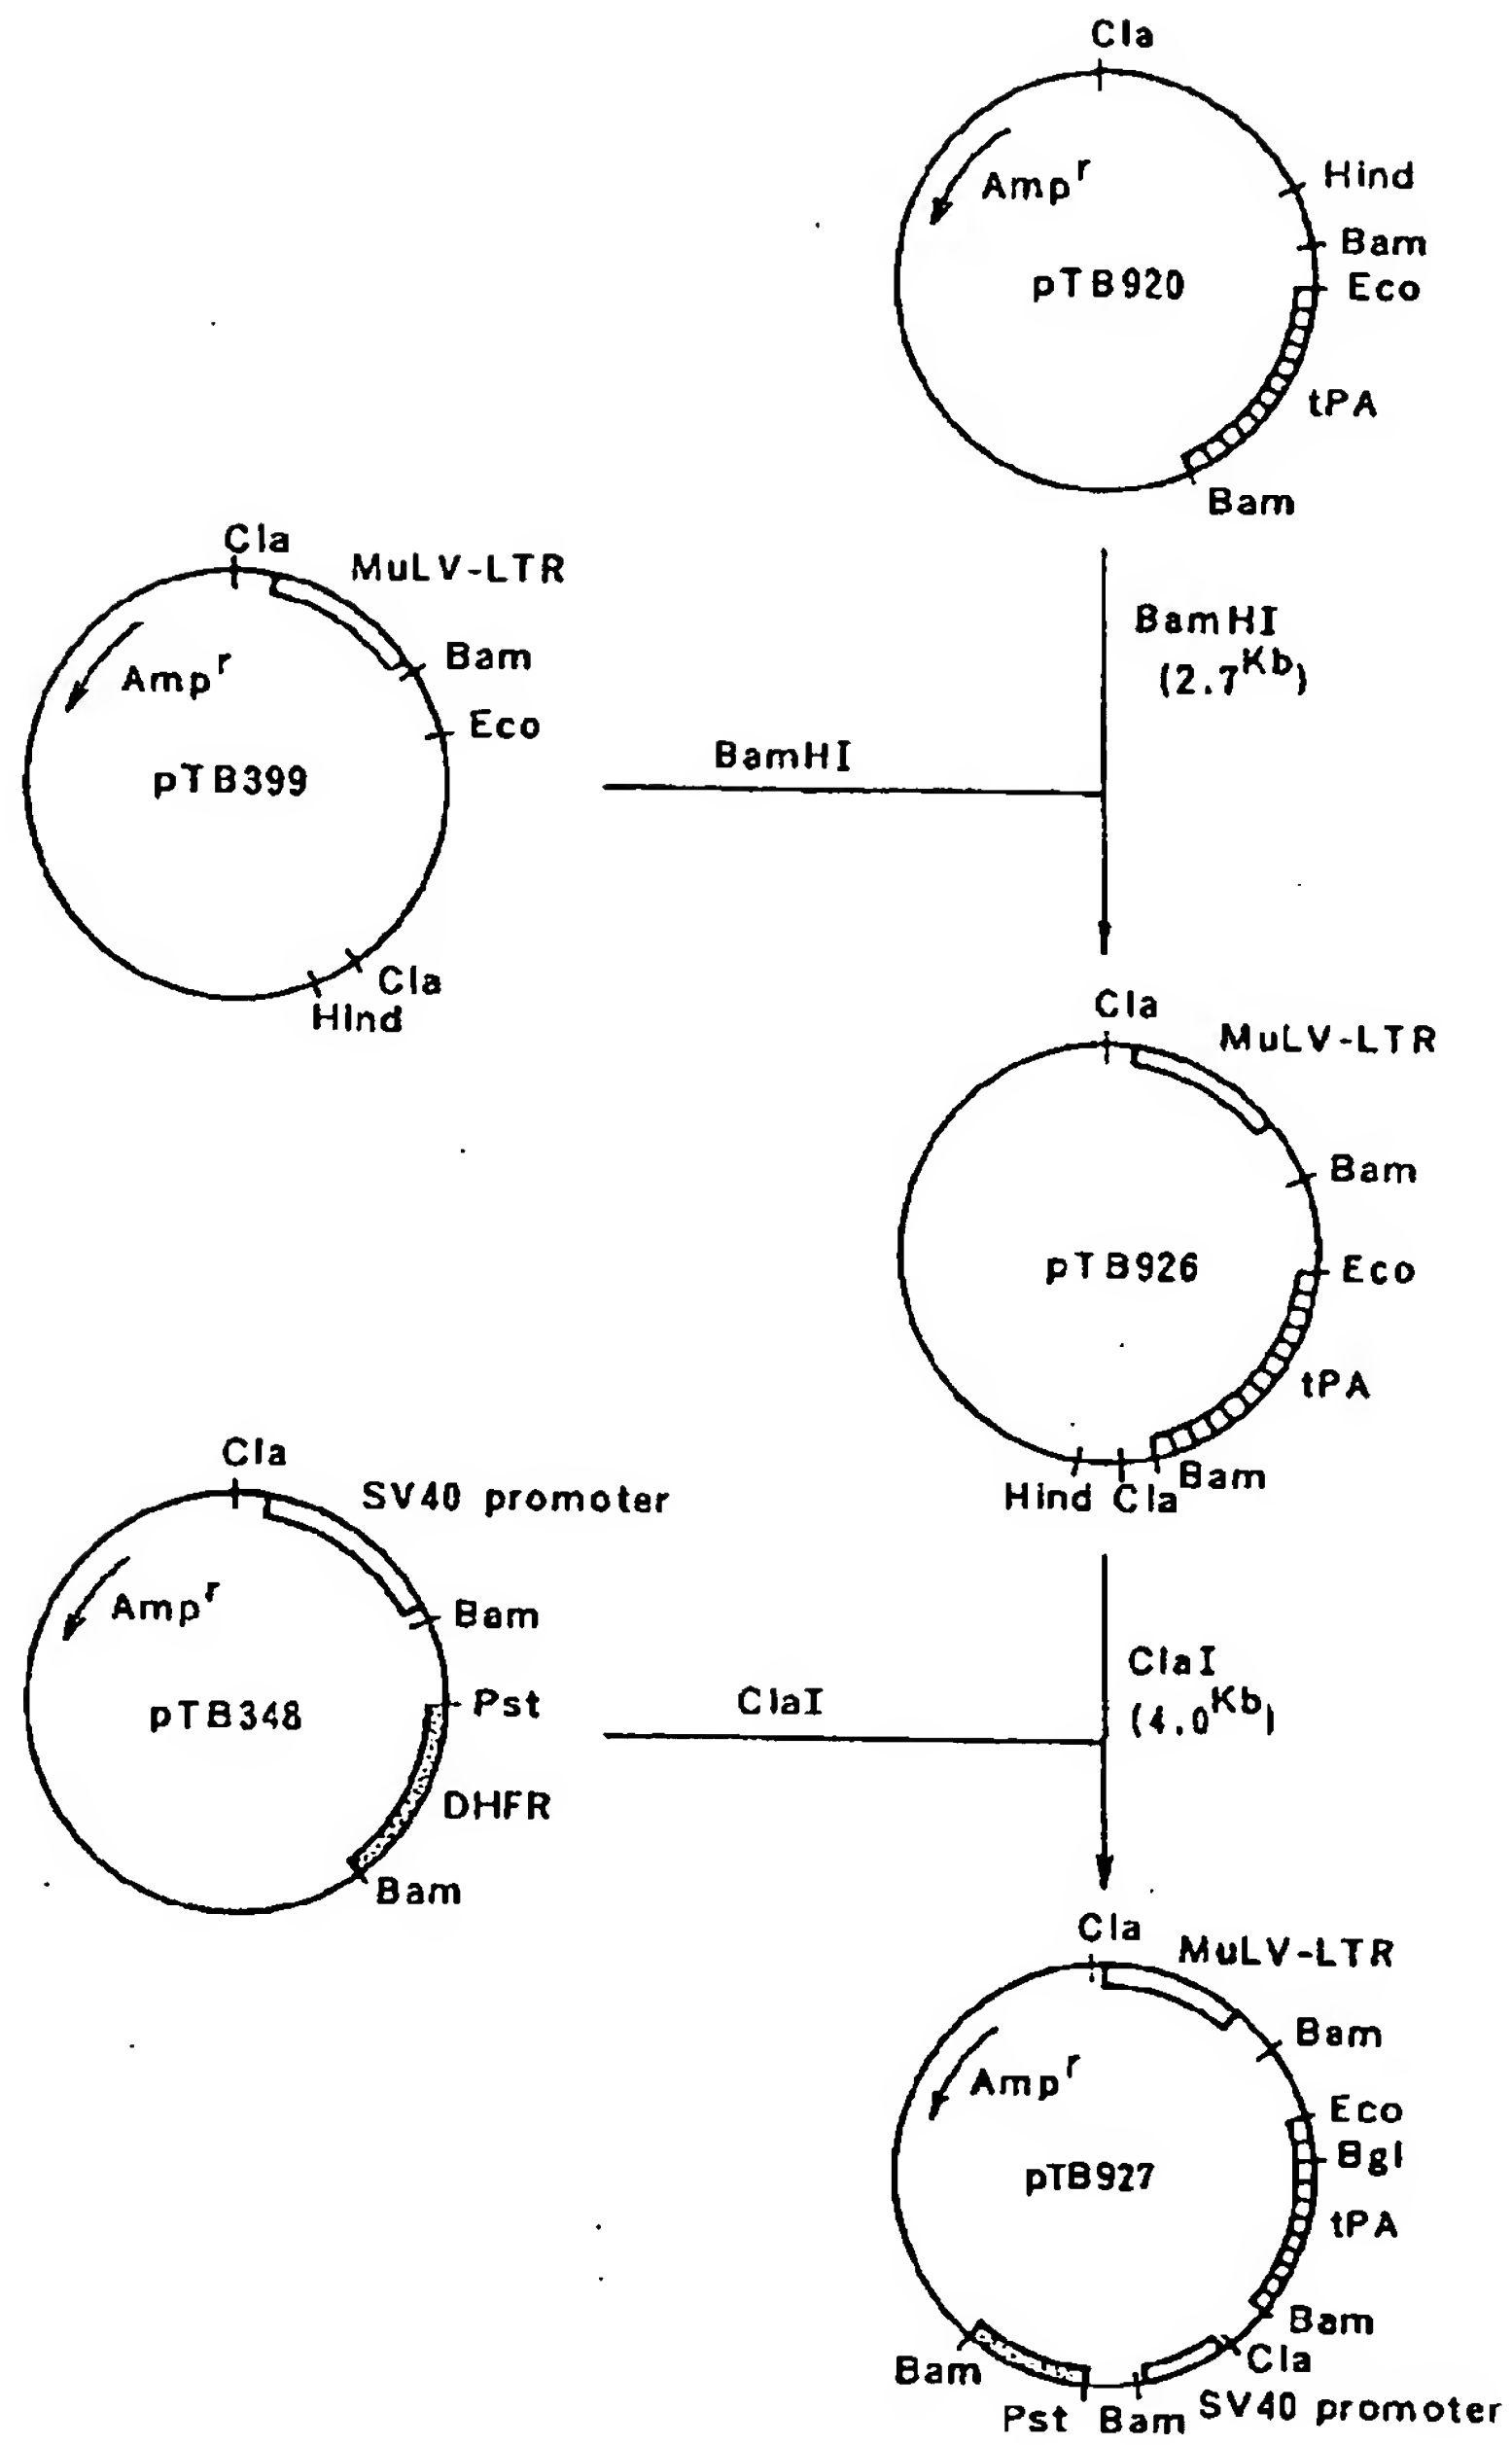 Cla
Hind
Amp r
Bam
pTB920
Eco
tPA
Bam
Cla
MuLV-LTR
BamHI
(2.7Kb)
Bam
Amp r
Eco
BamHI
pTB399
Cla
Hind
Cla
MuLV-LTR
Bam
pTB926
Eco
tPA
Bam
Hind Cla
Cla
SV40 promoter
Amp r
Bam
ClaI
(4.0Kb)
Pst
ClaI
pTB348
DHFR
Bam
Cla
MuLV-LTR
Bam
Amp r
Eco
Bgl
pTB927
tPA
Bam
Cla
Bam
SV40 promoter
Pst Bam